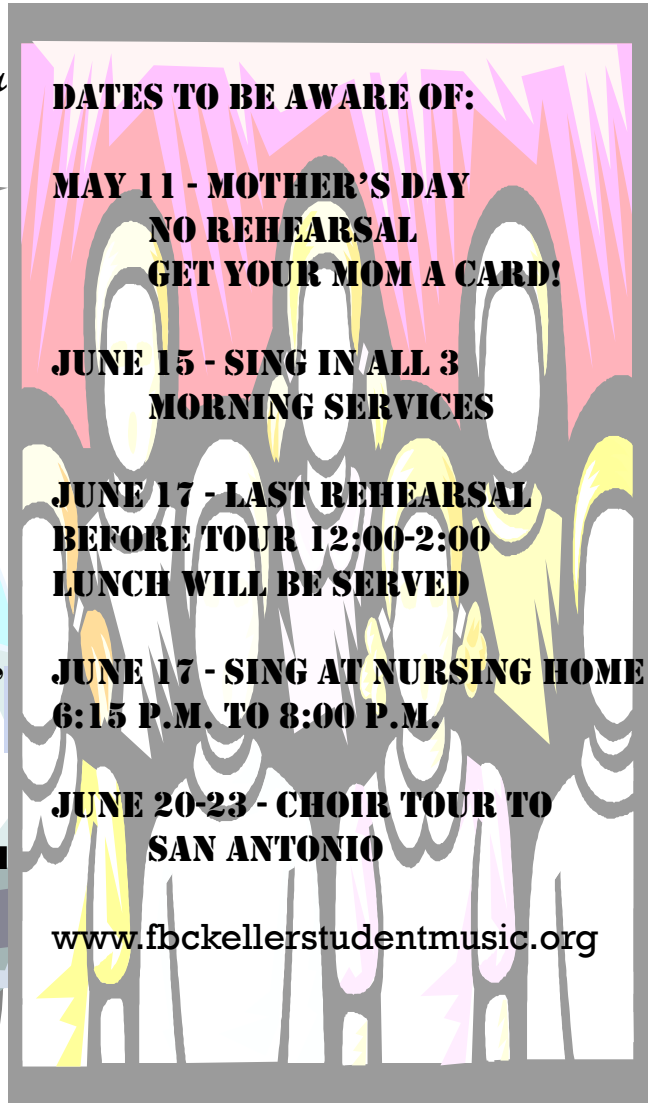 DATES TO BE AWARE OF:
MAY 11 - MOTHER'S DAY
NO REHEARSAL
GET YOUR MOM A CARD!
JUNE 15 - SING IN ALL 3
MORNING SERVICES
JUNE 17 - LAST REHEARSAL
BEFORE TOUR 12:00-2:00
LUNCH WILL BE SERVED
JUNE 17 - SING AT NURSING HOME
6:15 P.M. TO 8:00 P.M.
JUNE 20-23 - CHOIR TOUR TO
SAN ANTONIO
www.fbckellerstudentmusic.org